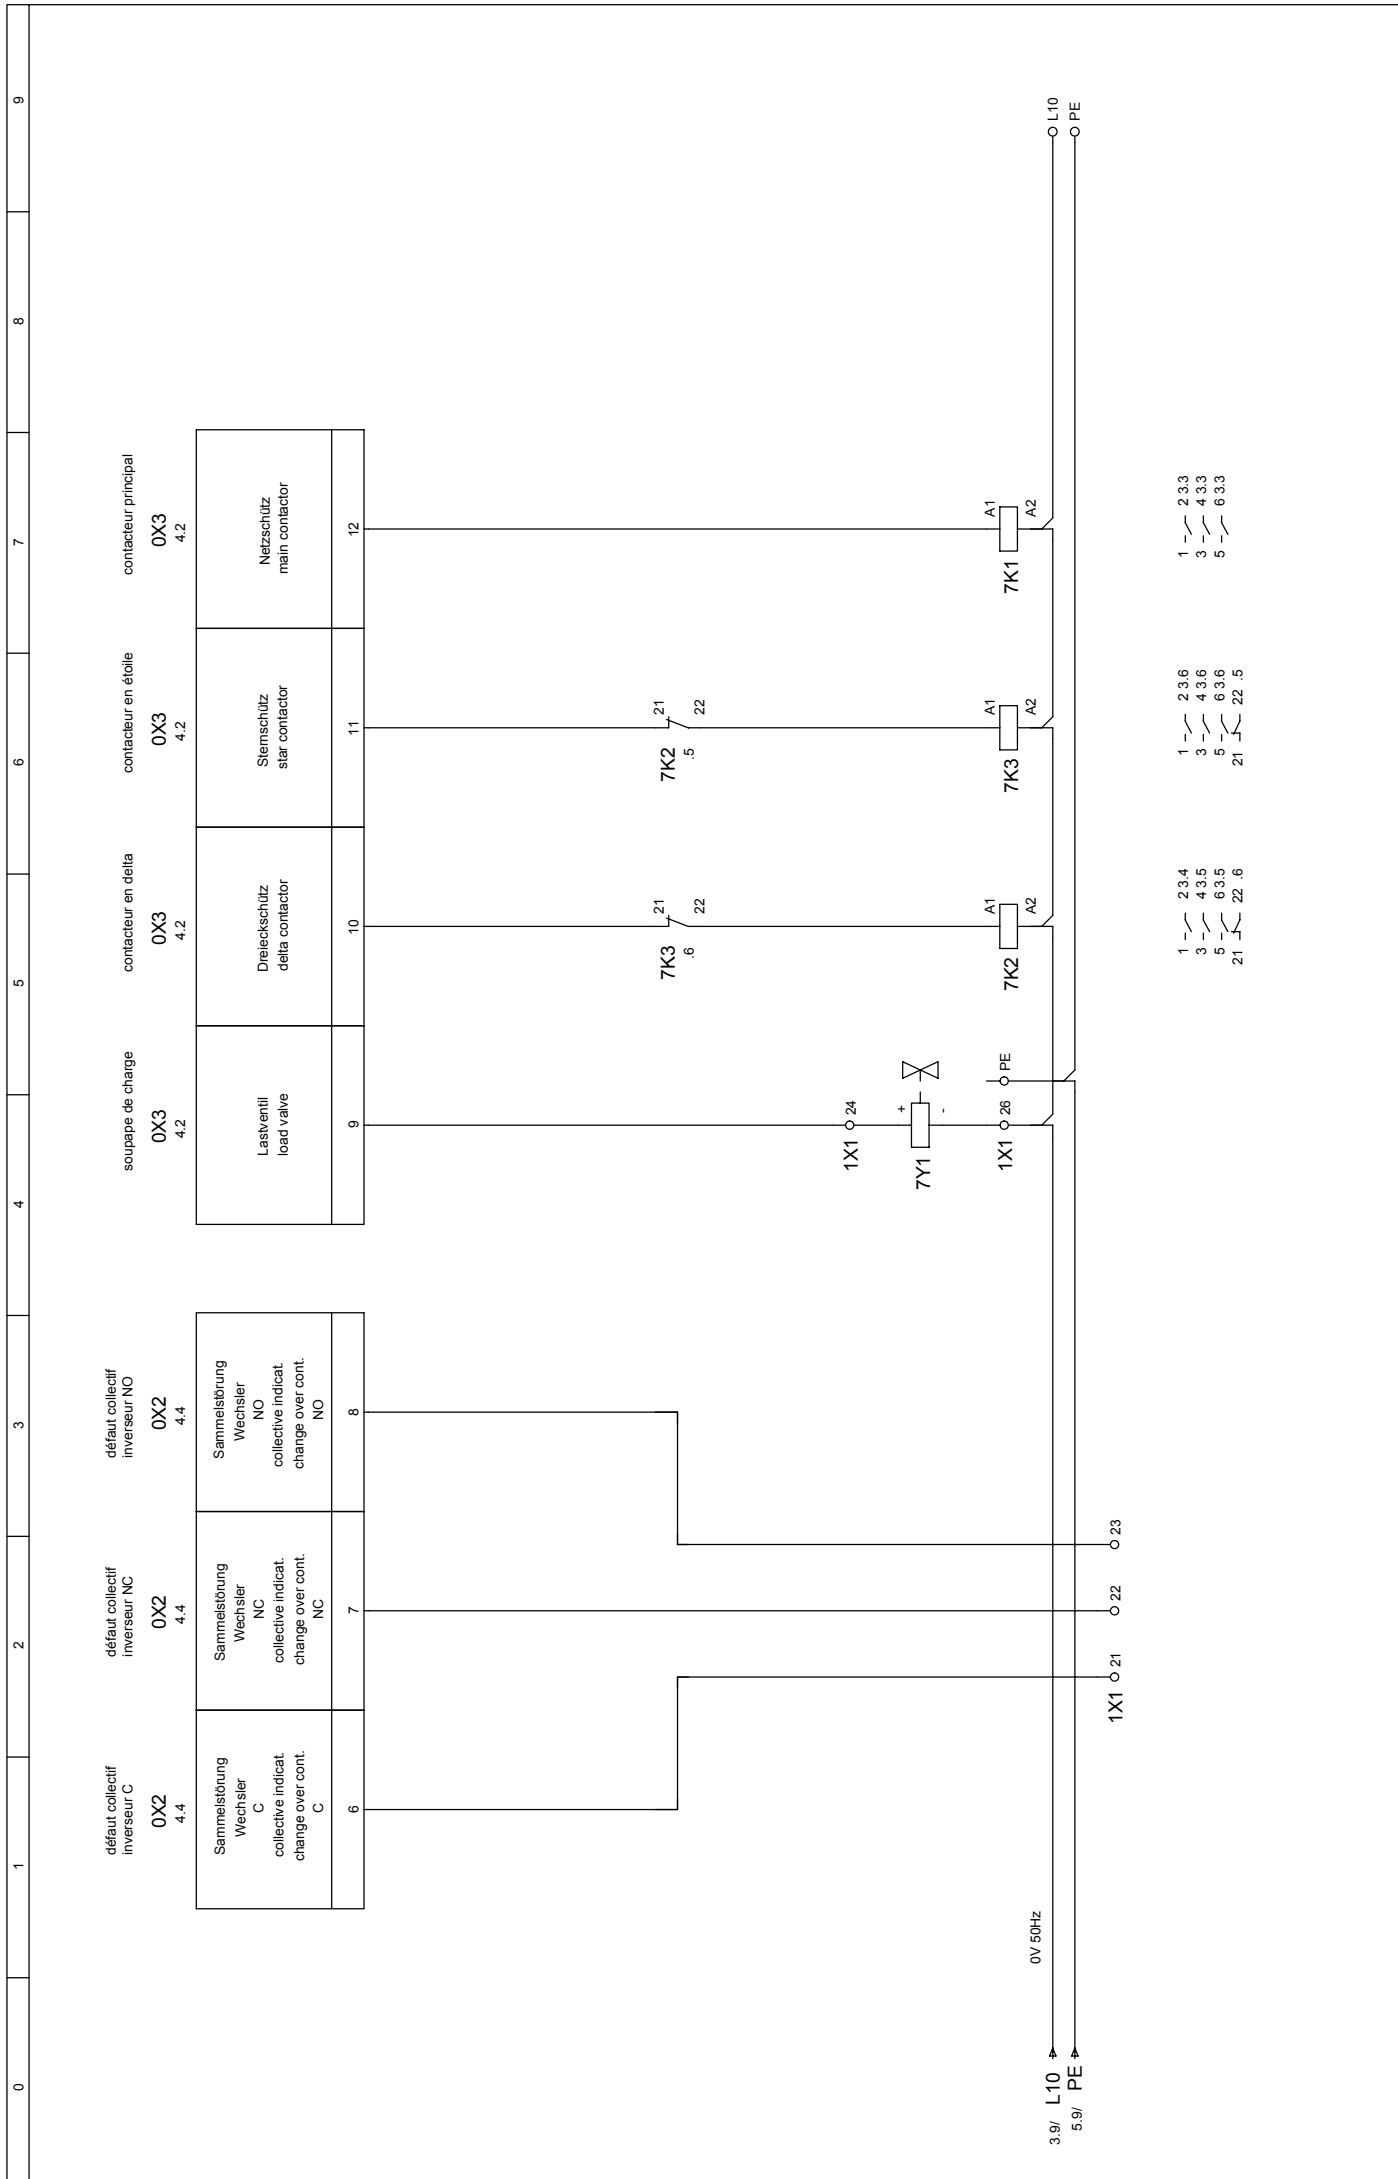 0
1
2
3
4
5
6
7
8
9
défaut collectif
inverseur C
0X2
4.4
Sammelstörung
Wechsler
C
collective indicat.
change over cont.
C
6
défaut collectif
inverseur NC
0X2
4.4
Sammelstörung
Wechsler
NC
collective indicat.
change over cont.
NC
7
défaut collectif
inverseur NO
0X2
4.4
Sammelstörung
Wechsler
NO
collective indicat.
change over cont.
NO
8
soupape de charge
0X3
4.2
Lastventil
load valve
9
contacteur en delta
0X3
4.2
Dreieckschütz
delta contactor
10
contacteur en étoile
0X3
4.2
Sternschütz
star contactor
11
contacteur principal
0X3
4.2
Netzschütz
main contactor
12
7K3
.6
21
22
7K2
.5
21
22
1X1
24
7Y1
+
-
1X1
26
PE
7K2
A1
A2
7K3
A1
A2
7K1
A1
A2
0V 50Hz
3.9/ L10
5.9/ PE
L10
PE
1X1
21
22
23
1 2 3.4
3 4 3.5
5 6 3.5
21 22 .6
1 2 3.6
3 4 3.6
5 6 3.6
21 22 .5
1 2 3.3
3 4 3.3
5 6 3.3